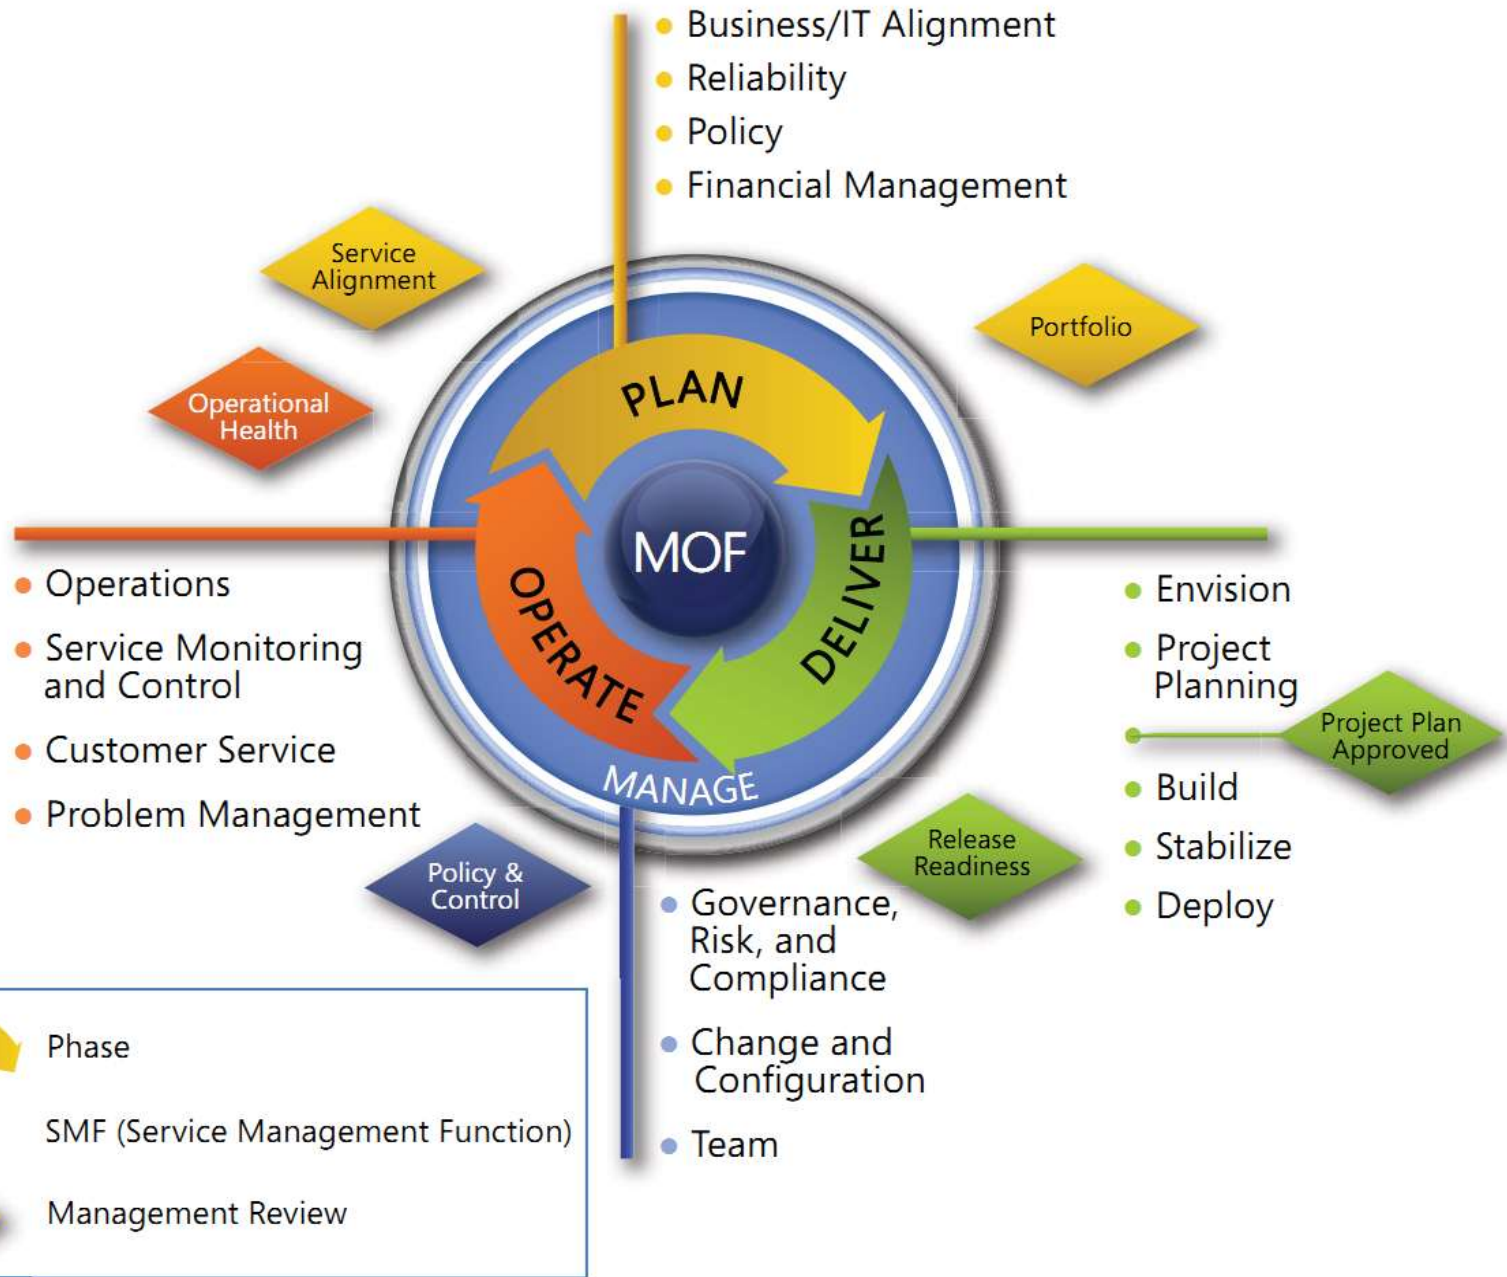 Business/IT Alignment
Reliability
Policy
Financial Management
Service
Alignment
Portfolio
Operational
Health
PLAN
DELIVER
OPERATE
MOF
MANAGE
Operations
Service Monitoring
and Control
Customer Service
Problem Management
Envision
Project
Planning
Project Plan
Approved
Build
Stabilize
Deploy
Release
Readiness
Policy &
Control
Governance,
Risk, and
Compliance
Change and
Configuration
Team
Phase
SMF (Service Management Function)
Management Review